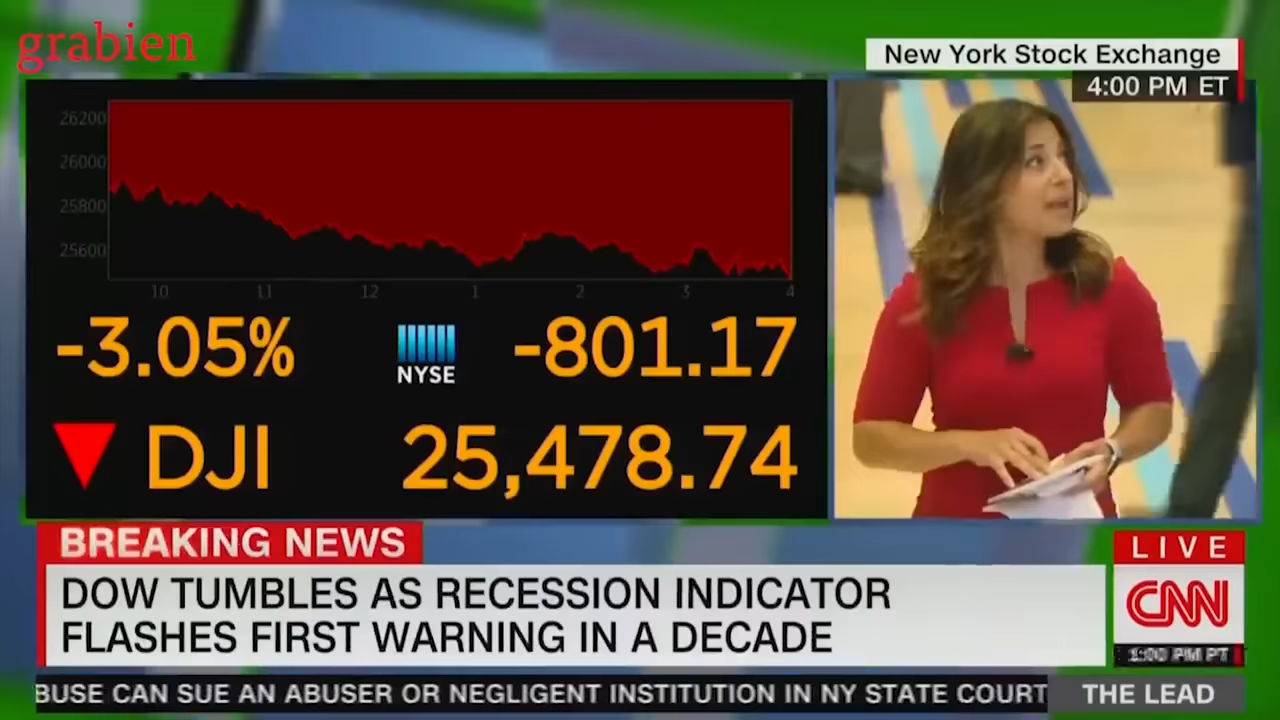 grabien
New York Stock Exchange
4:00 PM ET
26200
26000
25800
25600
10 11 12 1 2 3 4
-3.05% NYSE -801.17
DJI 25,478.74
BREAKING NEWS
DOW TUMBLES AS RECESSION INDICATOR
FLASHES FIRST WARNING IN A DECADE
LIVE
CNN
1:00 PM PT
BUSE CAN SUE AN ABUSER OR NEGLIGENT INSTITUTION IN NY STATE COURT
THE LEAD